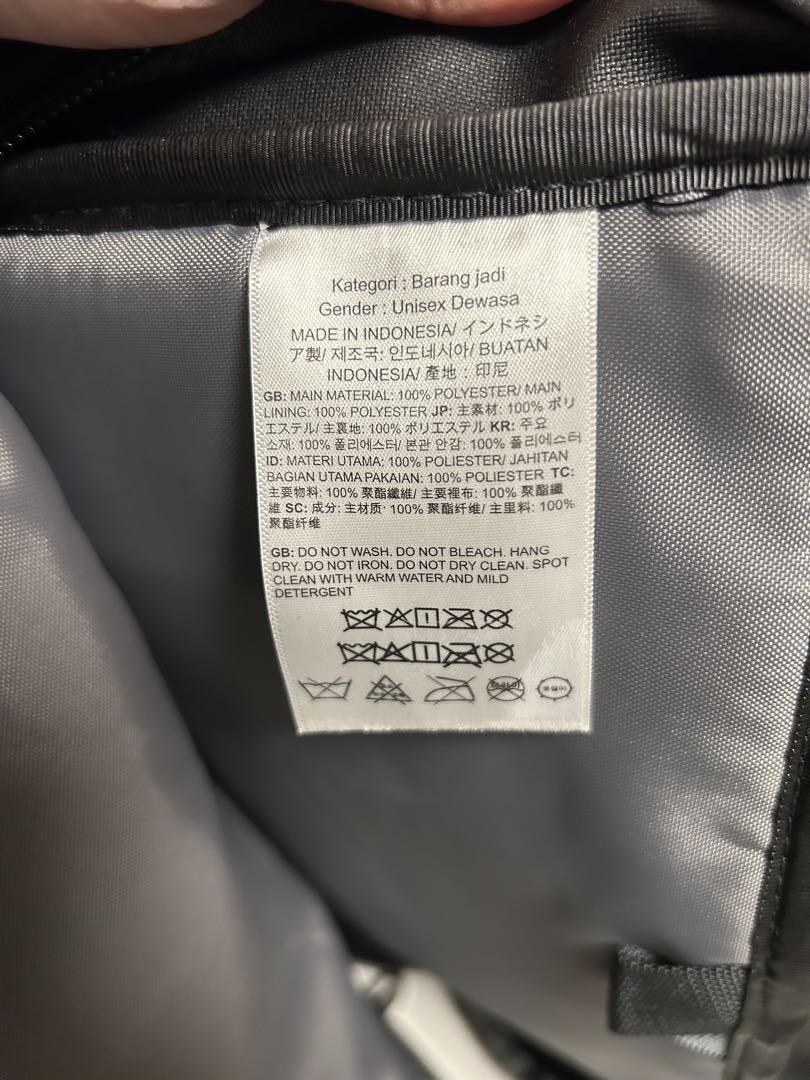 Kategori : Barang jadi
Gender : Unisex Dewasa
MADE IN INDONESIA/ インドネシ
ア製/ 제조국: 인도네시아/ BUATAN
INDONESIA/ 產地 : 印尼
GB: MAIN MATERIAL: 100% POLYESTER/ MAIN
LINING: 100% POLYESTER JP: 主素材: 100% ポリ
エステル/ 主裏地: 100% ポリエステル KR: 주요
소재: 100% 폴리에스터/ 본관 안감: 100% 폴리에스터
ID: MATERI UTAMA: 100% POLIESTER/ JAHITAN
BAGIAN UTAMA PAKAIAN: 100% POLIESTER TC:
主要物料: 100% 聚酯纖維/ 主要裡布: 100% 聚酯纖
維 SC: 成分: 主材质: 100% 聚酯纤维/ 主里料: 100%
聚酯纤维
GB: DO NOT WASH. DO NOT BLEACH. HANG
DRY. DO NOT IRON. DO NOT DRY CLEAN. SPOT
CLEAN WITH WARM WATER AND MILD
DETERGENT
드라이